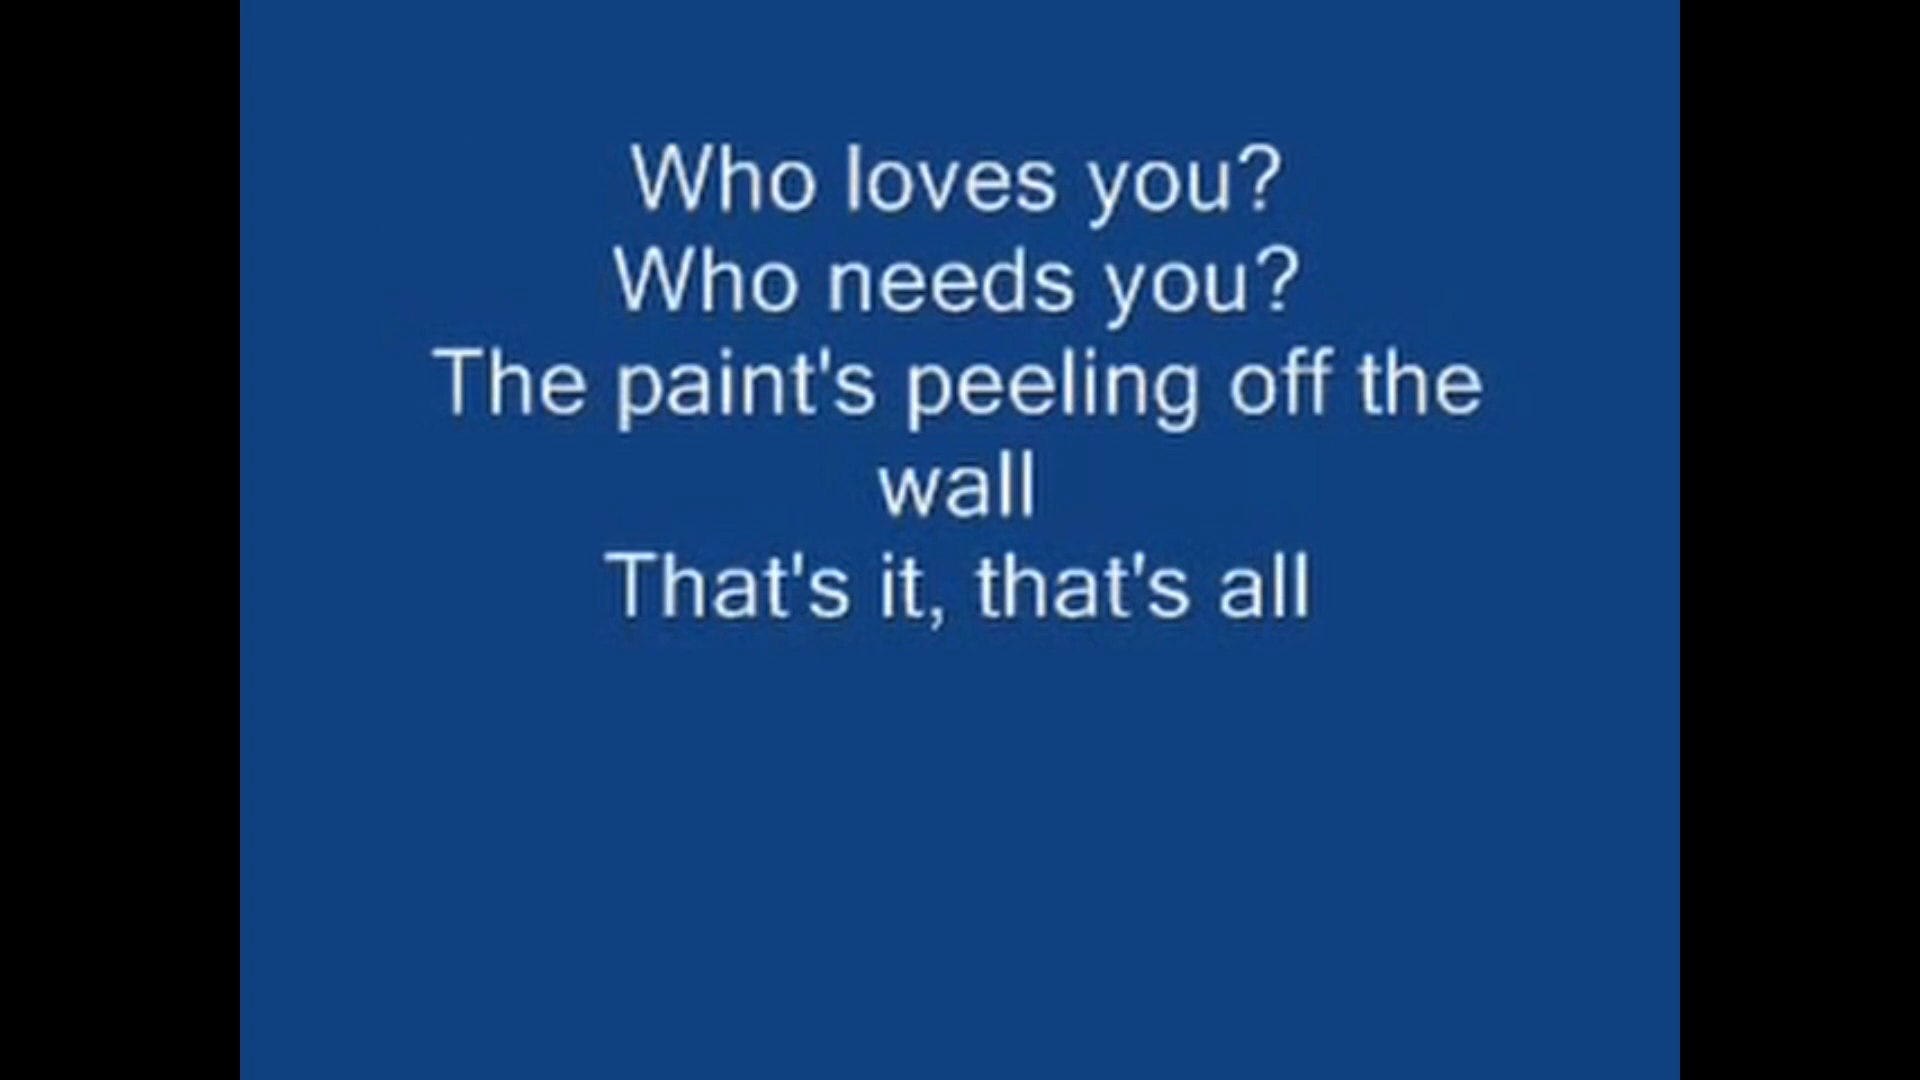 Who loves you?
Who needs you?
The paint's peeling off the
wall
That's it, that's all